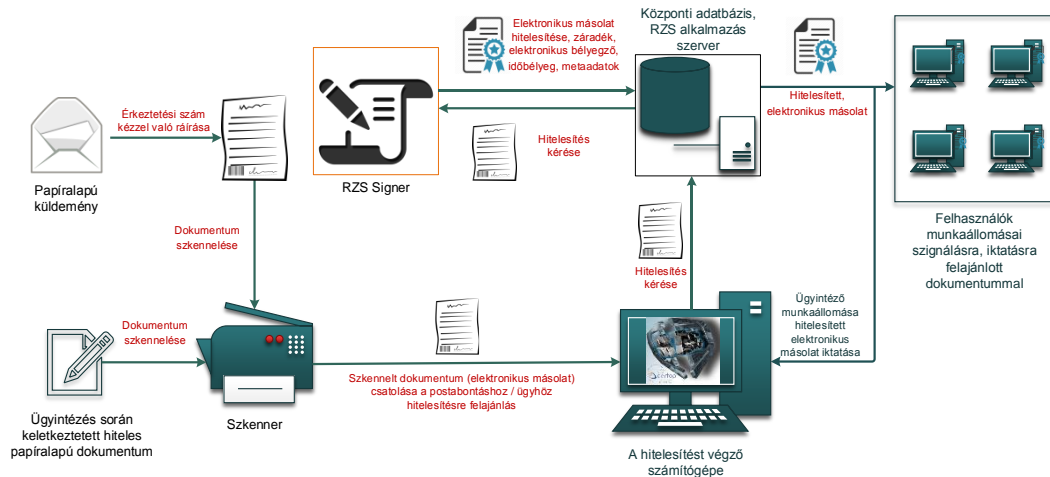 Elektronikus másolat
hitelesítése, záradék,
elektronikus bélyegző,
időbélyeg, metaadatok
Központi adatbázis,
RZS alkalmazás
szerver
Érkeztetési szám
kézzel való ráírása
Papíralapú
küldemény
RZS Signer
Hitelesítés
kérése
Hitelesített,
elektronikus másolat
Felhasználók
munkaállomásai
szignálásra, iktatásra
felajánlott
dokumentummal
Dokumentum
szkennelése
Hitelesítés
kérése
Ügyintéző
munkaállomása
hitelesített
elektronikus
másolat iktatása
Dokumentum
szkennelése
Szkennelt dokumentum (elektronikus másolat)
csatolása a postabontáshoz / ügyhöz
hitelesítésre felajánlás
Ügyintézés során
keletkeztetett hiteles
papíralapú dokumentum
Szkenner
A hitelesítést végző
számítógépe